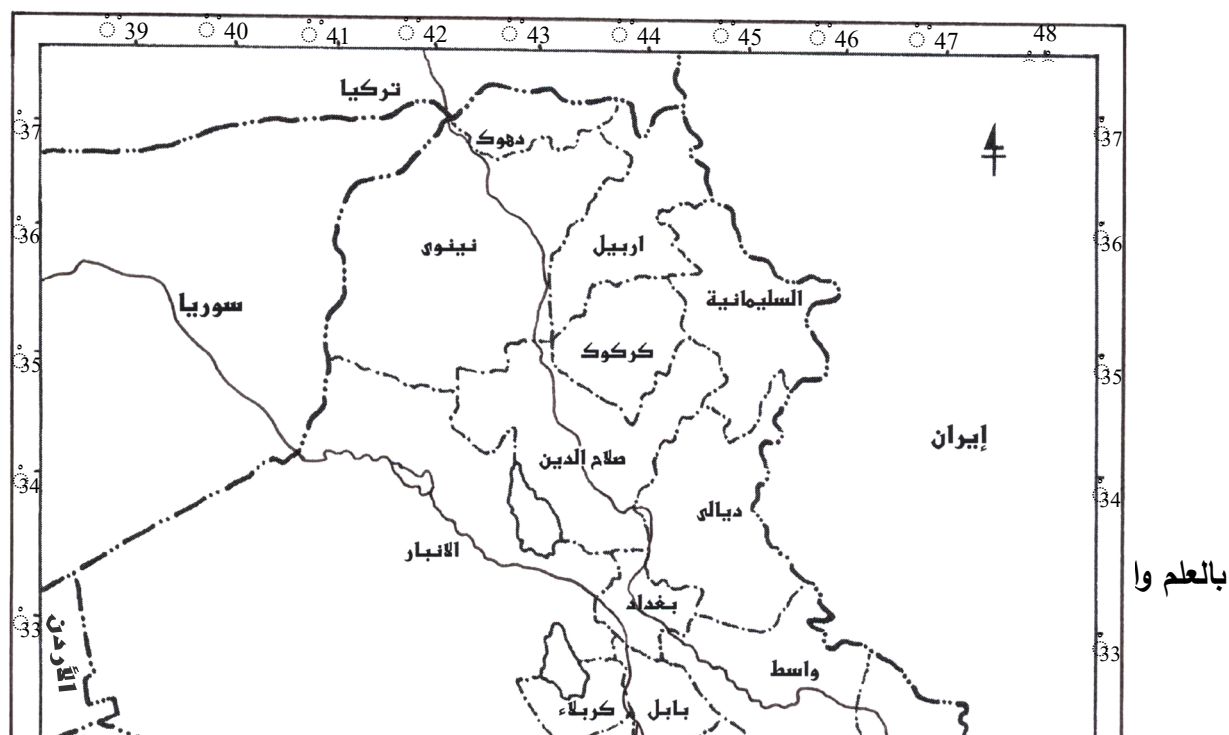 39 40 41 42 43 44 45 46 47 48
تركيا
37 37
دهوك
36 36
نينوى
اربيل
سوريا
السليمانية
كركوك
35 35
إيران
صلاح الدين
34 34
ديالى
الانبار
بالعلم وا
بغداد
33 33
الأردن
واسط
كربلاء
بابل